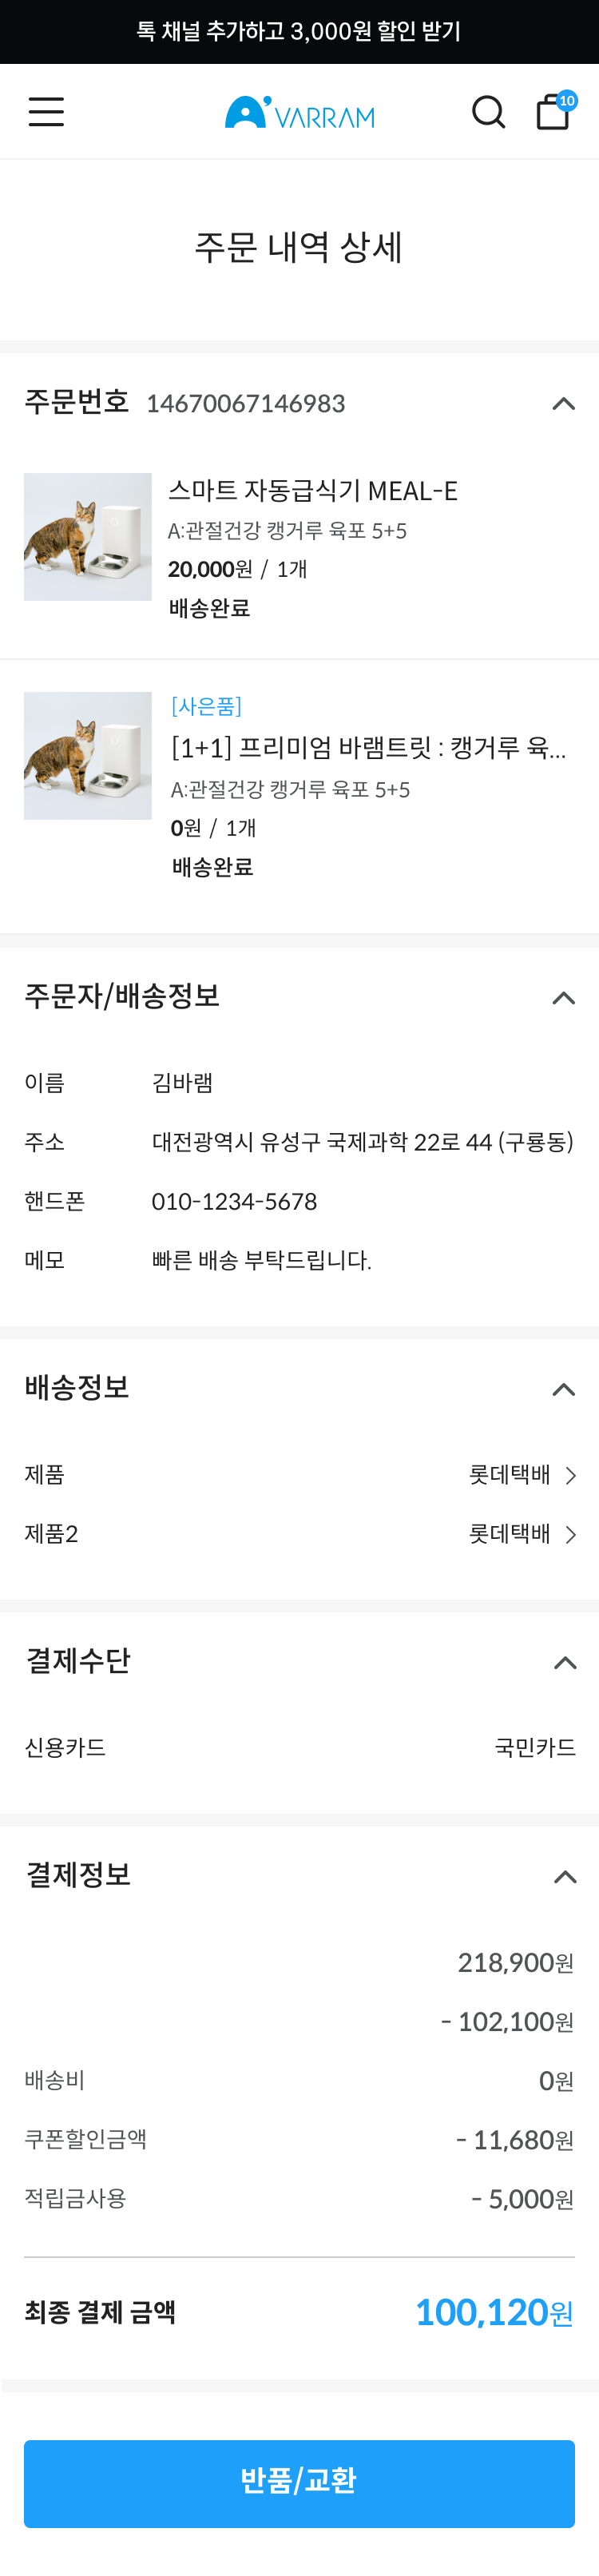 톡 채널 추가하고 3,000원 할인 받기
VARRAM
10
주문 내역 상세
주문번호 14670067146983
스마트 자동급식기 MEAL-E
A:관절건강 캥거루 육포 5+5
20,000원 / 1개
배송완료
[사은품]
[1+1] 프리미엄 바램트릿 : 캥거루 육...
A:관절건강 캥거루 육포 5+5
0원 / 1개
배송완료
주문자/배송정보
이름 김바램
주소 대전광역시 유성구 국제과학 22로 44 (구룡동)
핸드폰 010-1234-5678
메모 빠른 배송 부탁드립니다.
배송정보
제품 롯데택배
제품2 롯데택배
결제수단
신용카드 국민카드
결제정보
218,900원
- 102,100원
배송비 0원
쿠폰할인금액 - 11,680원
적립금사용 - 5,000원
최종 결제 금액 100,120원
반품/교환